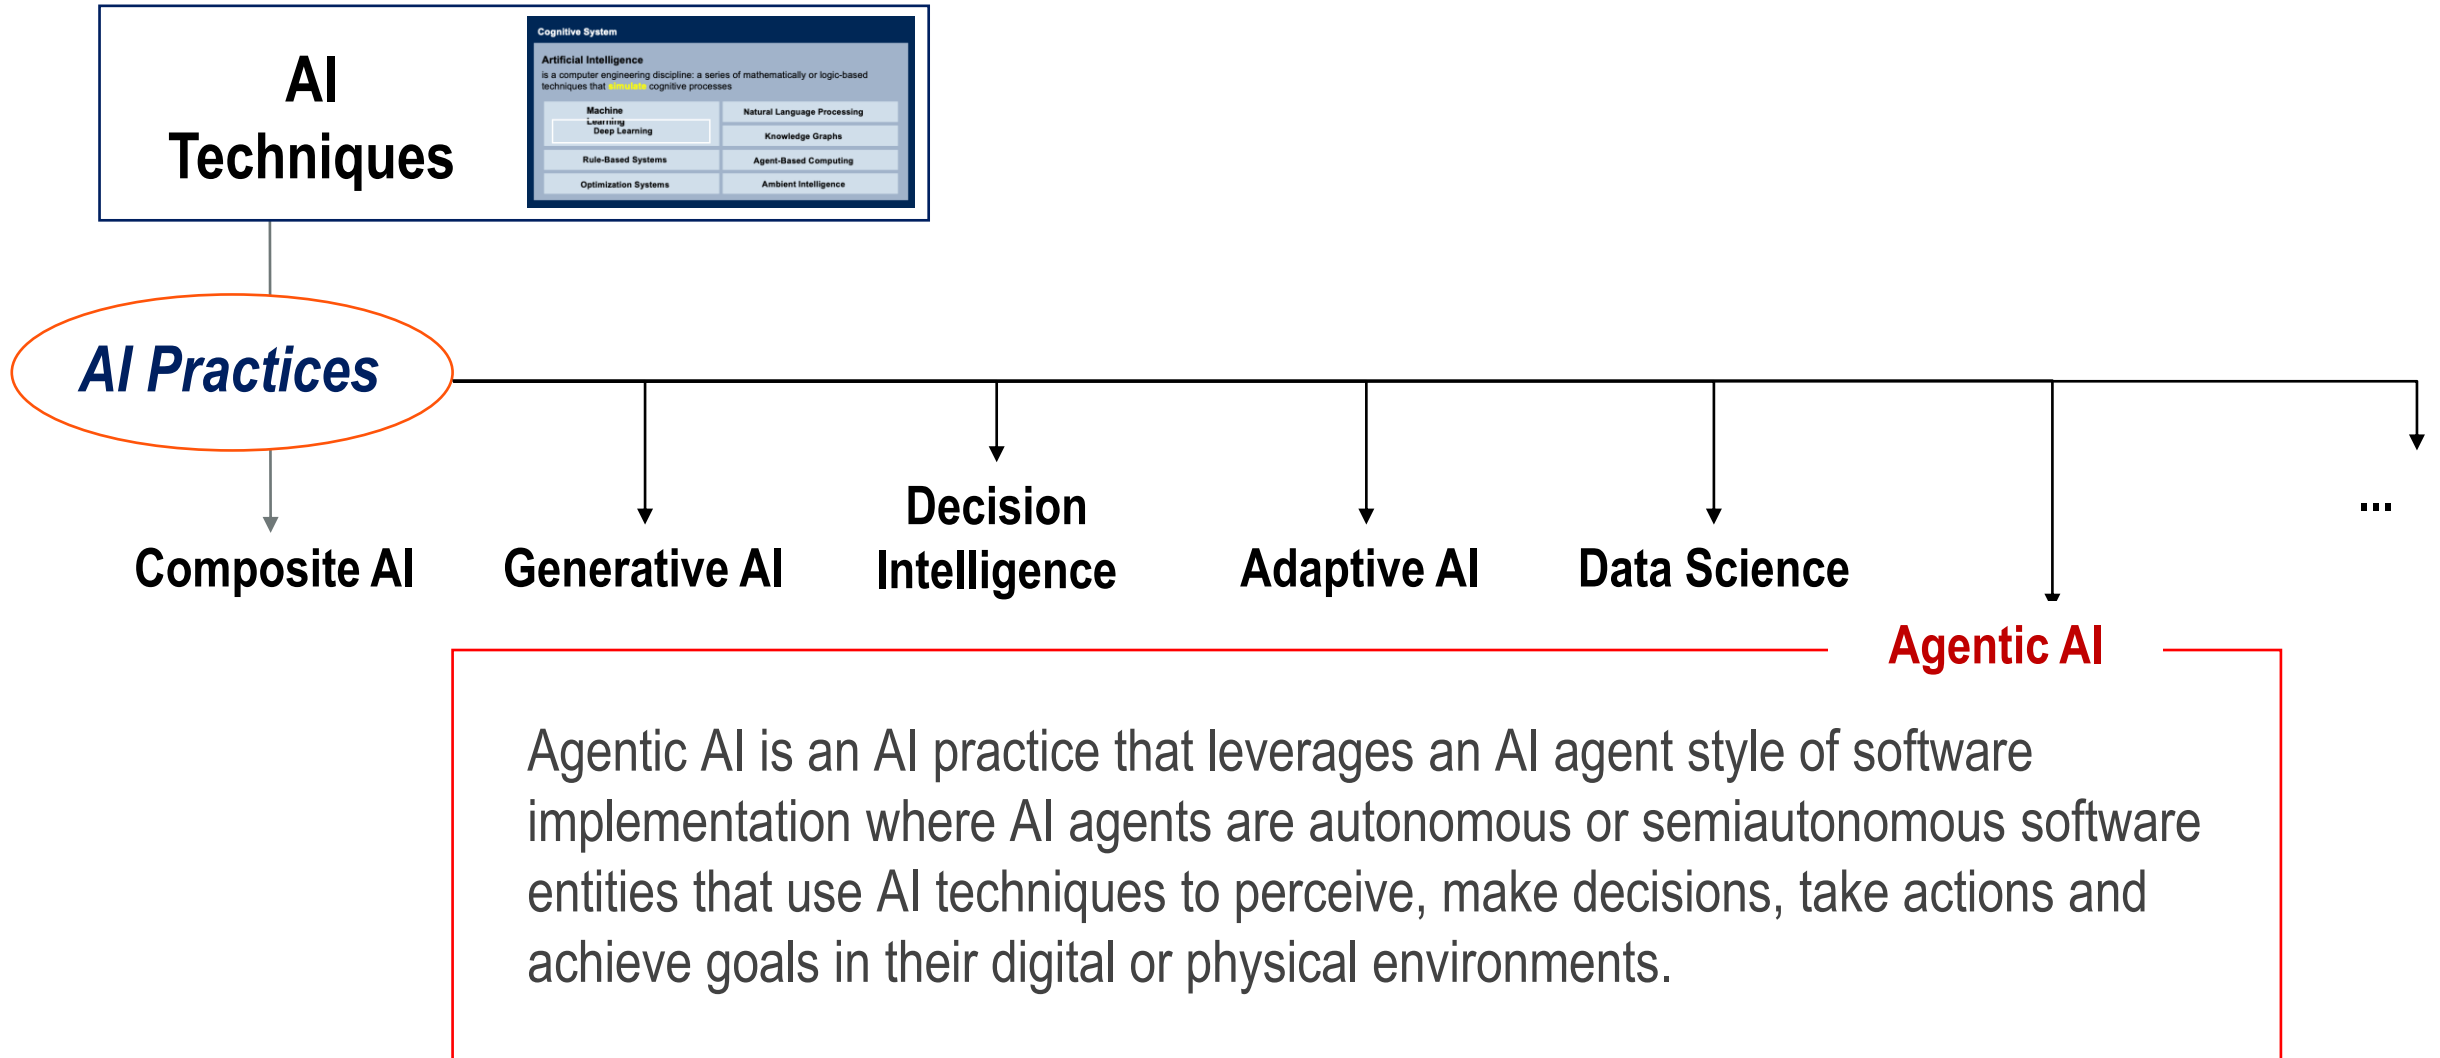 AI
Techniques
Cognitive System
Artificial Intelligence
is a computer engineering discipline: a series of mathematically or logic-based
techniques that simulate cognitive processes
Machine
Learning
Deep Learning
Natural Language Processing
Knowledge Graphs
Rule-Based Systems
Agent-Based Computing
Optimization Systems
Ambient Intelligence
AI Practices
Composite AI
Generative AI
Decision
Intelligence
Adaptive AI
Data Science
...
Agentic AI
Agentic AI is an AI practice that leverages an AI agent style of software
implementation where AI agents are autonomous or semiautonomous software
entities that use AI techniques to perceive, make decisions, take actions and
achieve goals in their digital or physical environments.